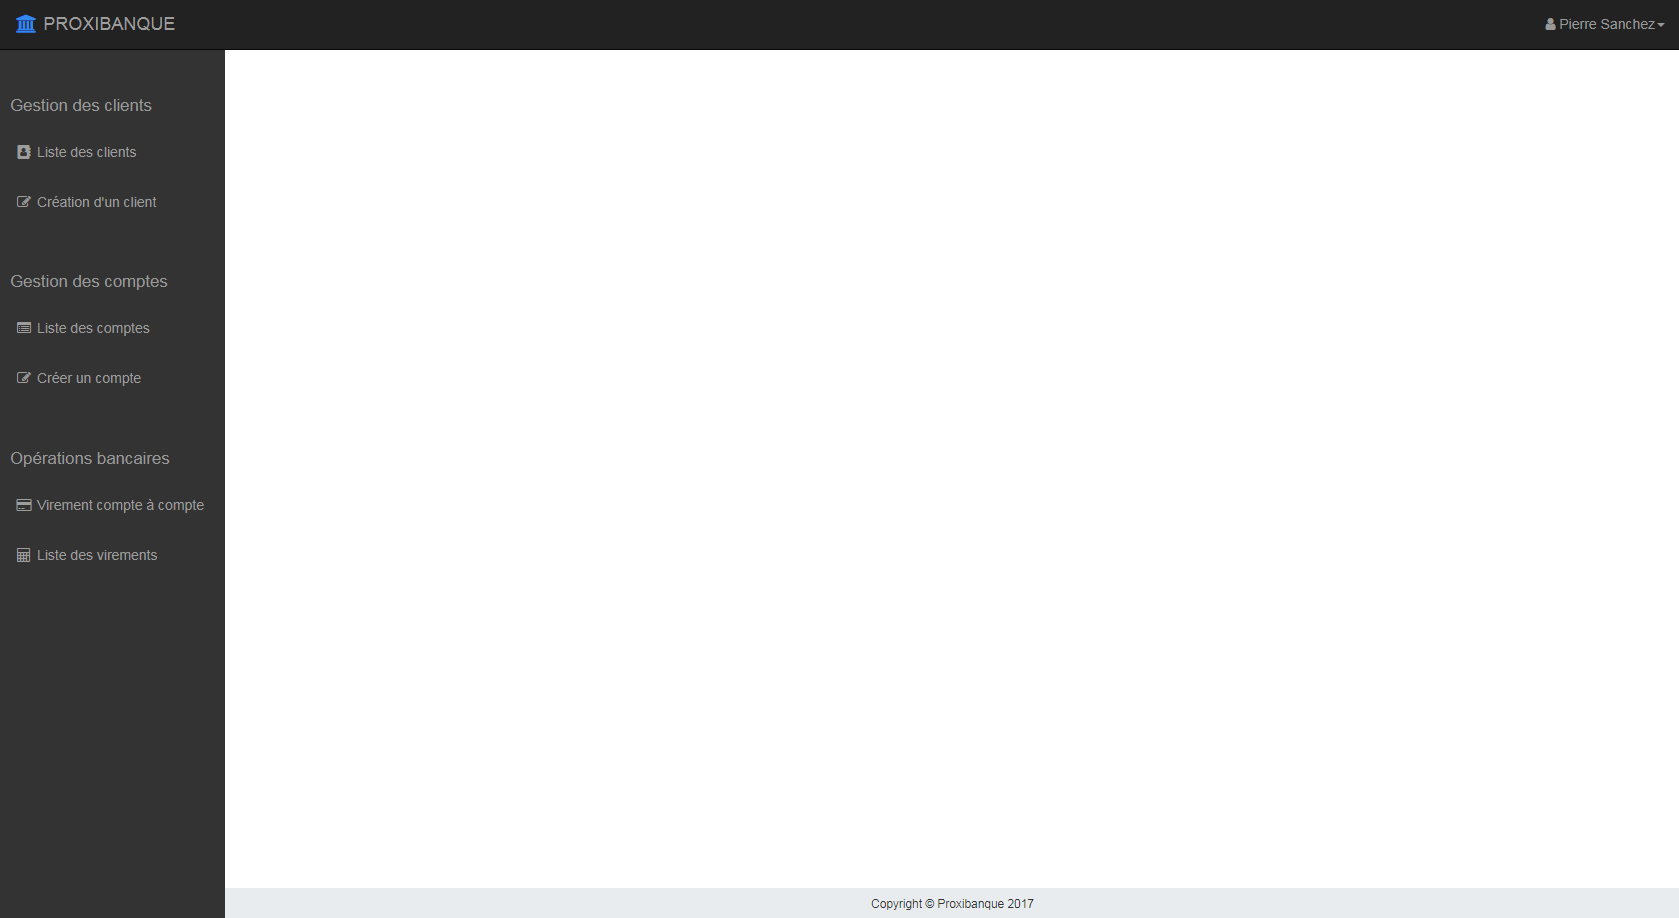 PROXIBANQUE
Pierre Sanchez
Gestion des clients
Liste des clients
Création d'un client
Gestion des comptes
Liste des comptes
Créer un compte
Opérations bancaires
Virement compte à compte
Liste des virements
Copyright © Proxibanque 2017